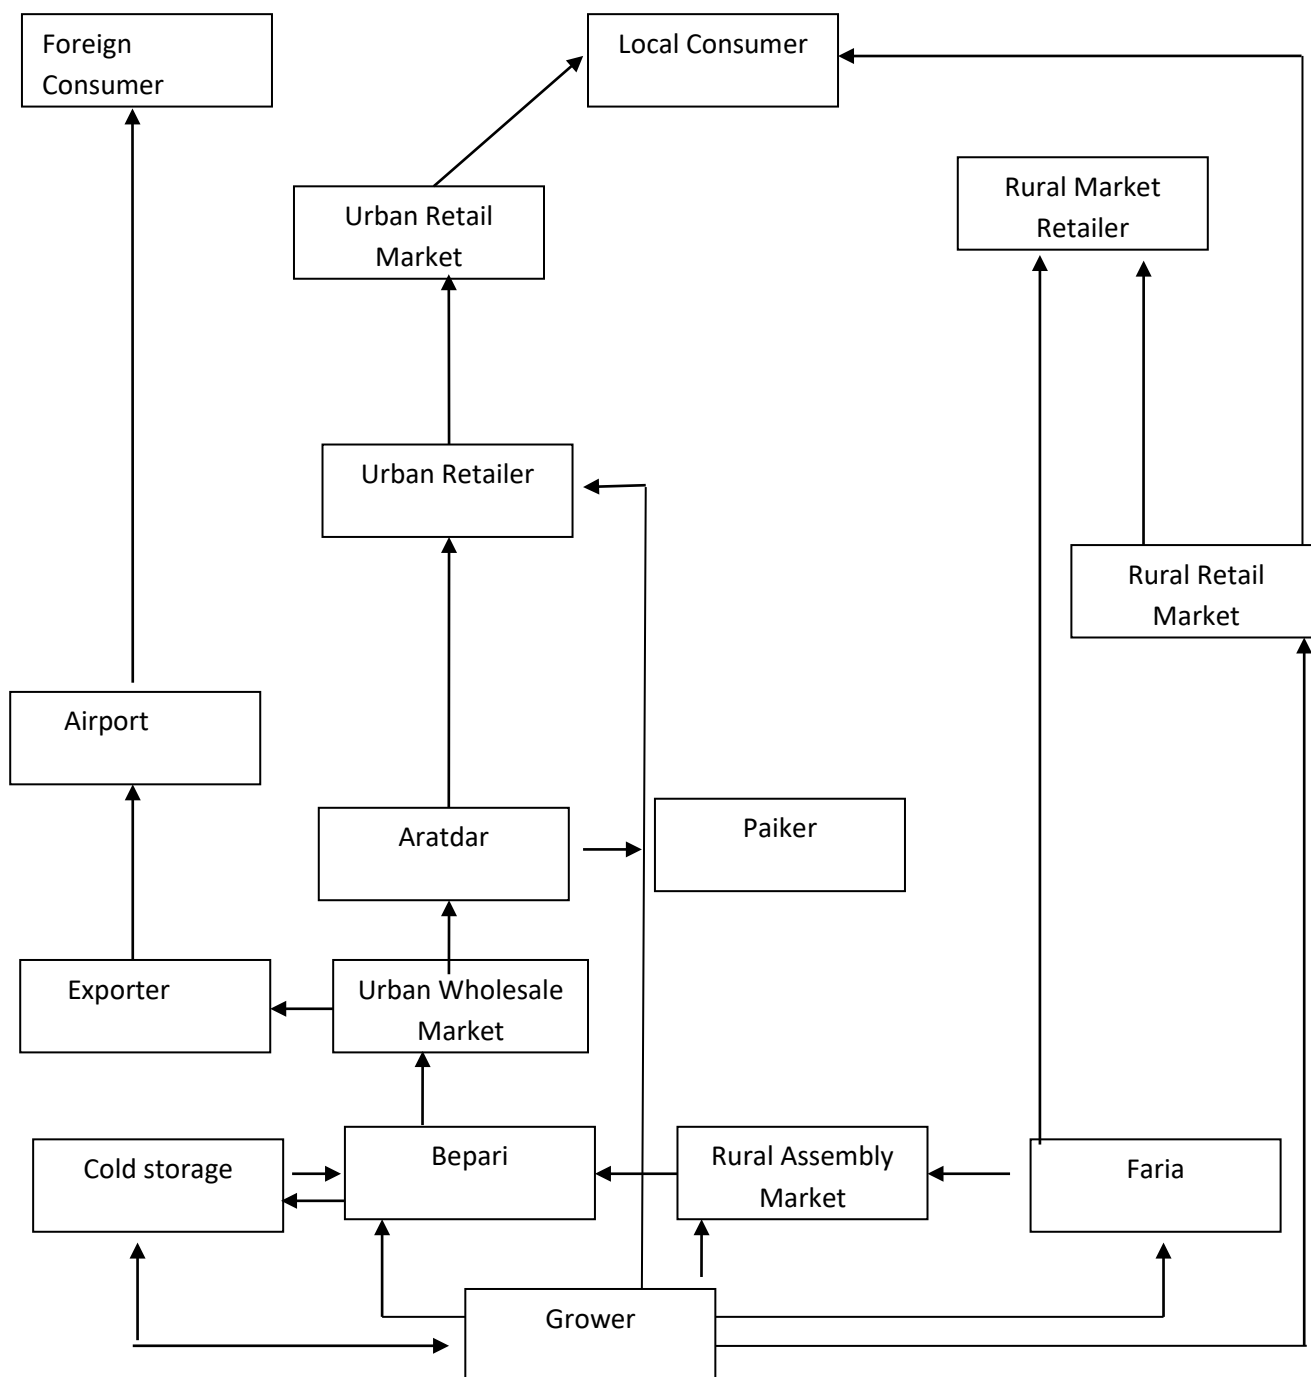 Foreign
Consumer
Local Consumer
Rural Market
Retailer
Urban Retail
Market
Urban Retailer
Rural Retail
Market
Airport
Paiker
Aratdar
Exporter
Urban Wholesale
Market
Cold storage
Bepari
Rural Assembly
Market
Faria
Grower